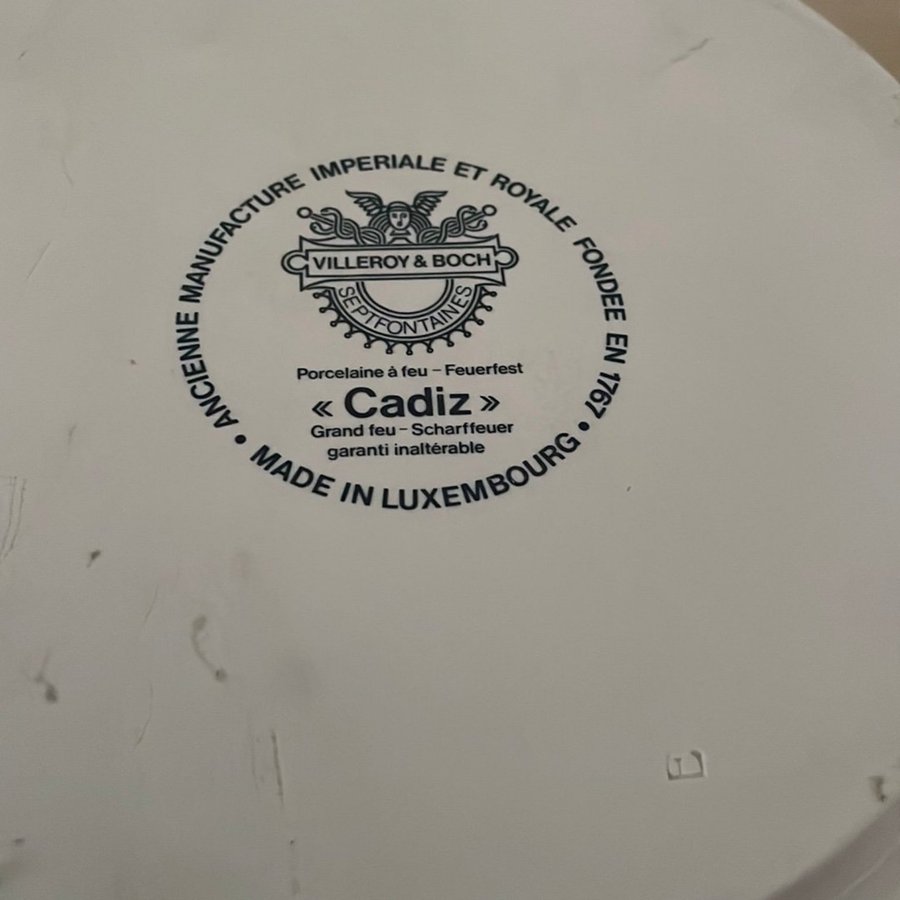 ANCIENNE MANUFACTURE IMPERIALE ET ROYALE FONDEE EN 1767
VILLEROY & BOCH
SEPTFONTAINES
Porcelaine à feu - Feuerfest
« Cadiz »
Grand feu - Scharffeuer
garanti inaltérable
• MADE IN LUXEMBOURG •